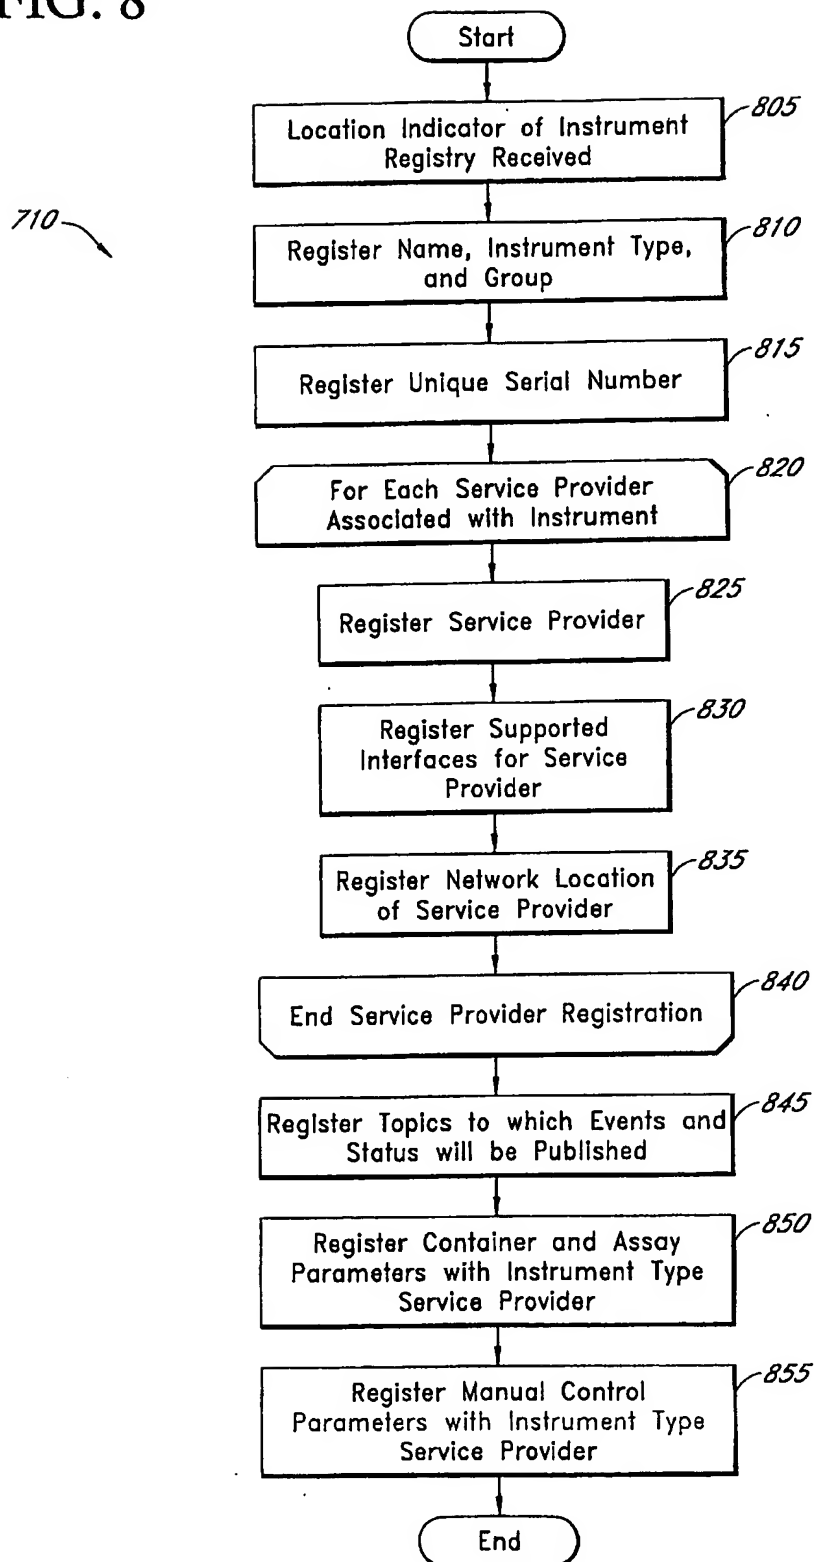 FIG. 8
Start
Location Indicator of Instrument
Registry Received
805
710
Register Name, Instrument Type,
and Group
810
Register Unique Serial Number
815
For Each Service Provider
Associated with Instrument
820
Register Service Provider
825
Register Supported
Interfaces for Service
Provider
830
Register Network Location
of Service Provider
835
End Service Provider Registration
840
Register Topics to which Events and
Status will be Published
845
Register Container and Assay
Parameters with Instrument Type
Service Provider
850
Register Manual Control
Parameters with Instrument Type
Service Provider
855
End